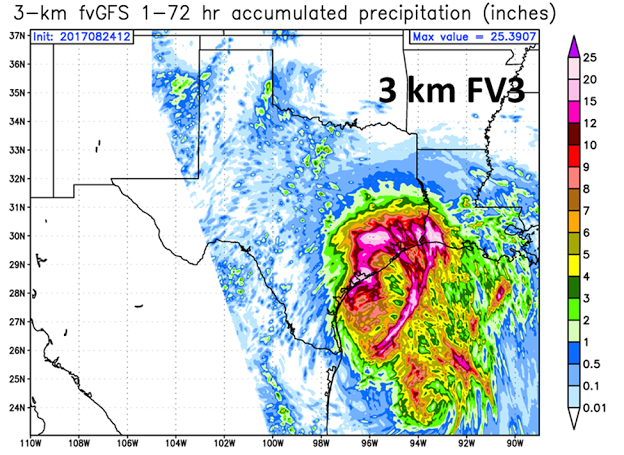 3-km fvGFS 1-72 hr accumulated precipitation (inches)
Init: 2017082412
Max value = 25.3907
3 km FV3
37N
36N
35N
34N
33N
32N
31N
30N
29N
28N
27N
26N
25N
24N
110W 108W 106W 104W 102W 100W 98W 96W 94W 92W 90W
25
20
15
12
10
9
8
7
6
5
4
3
2
1
0.5
0.1
0.01